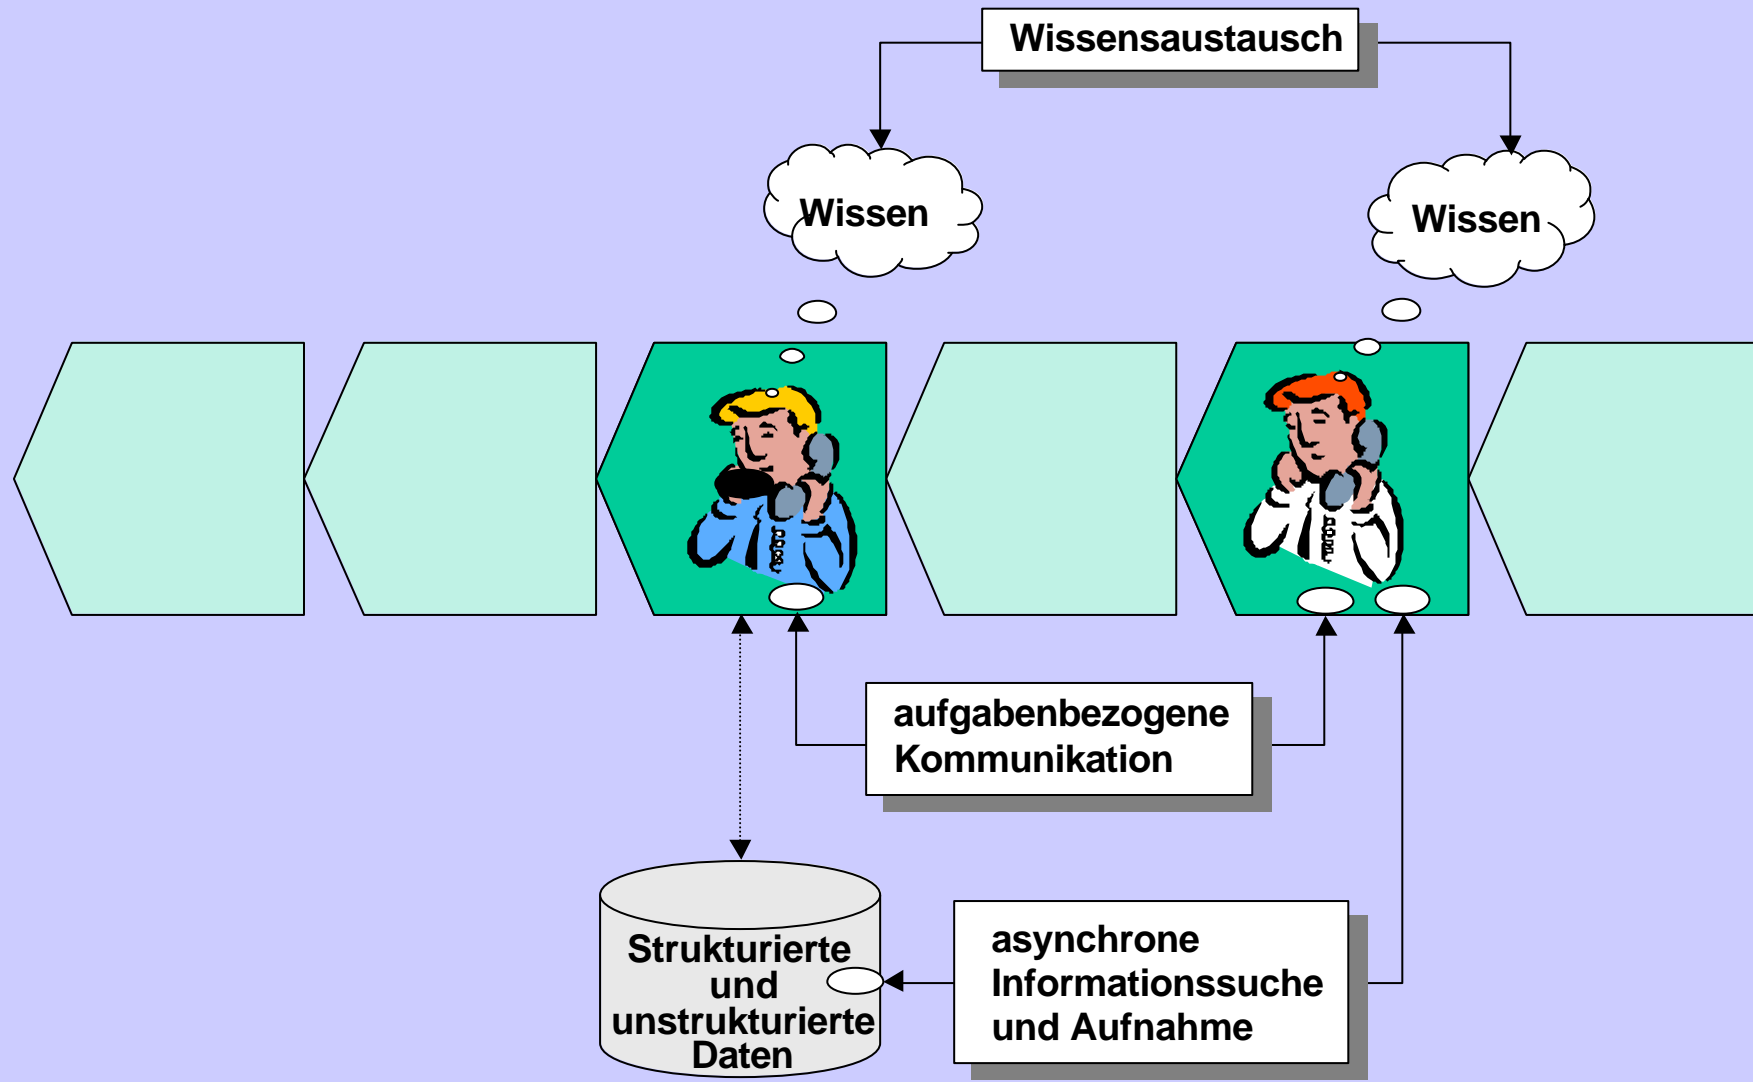 Wissensaustausch
Wissen
Wissen
aufgabenbezogene
Kommunikation
Strukturierte
und
unstrukturierte
Daten
asynchrone
Informationssuche
und Aufnahme